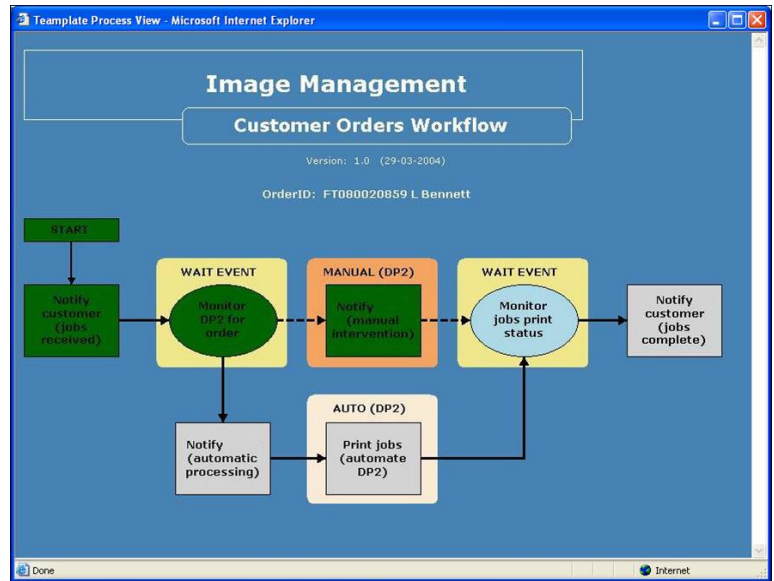 Teamplate Process View - Microsoft Internet Explorer
Image Management
Customer Orders Workflow
Version: 1.0 (29-03-2004)
OrderID: FT080020859 L Bennett
START
WAIT EVENT
MANUAL (DP2)
WAIT EVENT
Notify
customer
(jobs
received)
Monitor
DP2 for
order
Notify
(manual
intervention)
Monitor
jobs print
status
Notify
customer
(jobs
complete)
AUTO (DP2)
Notify
(automatic
processing)
Print jobs
(automate
DP2)
Done
Internet